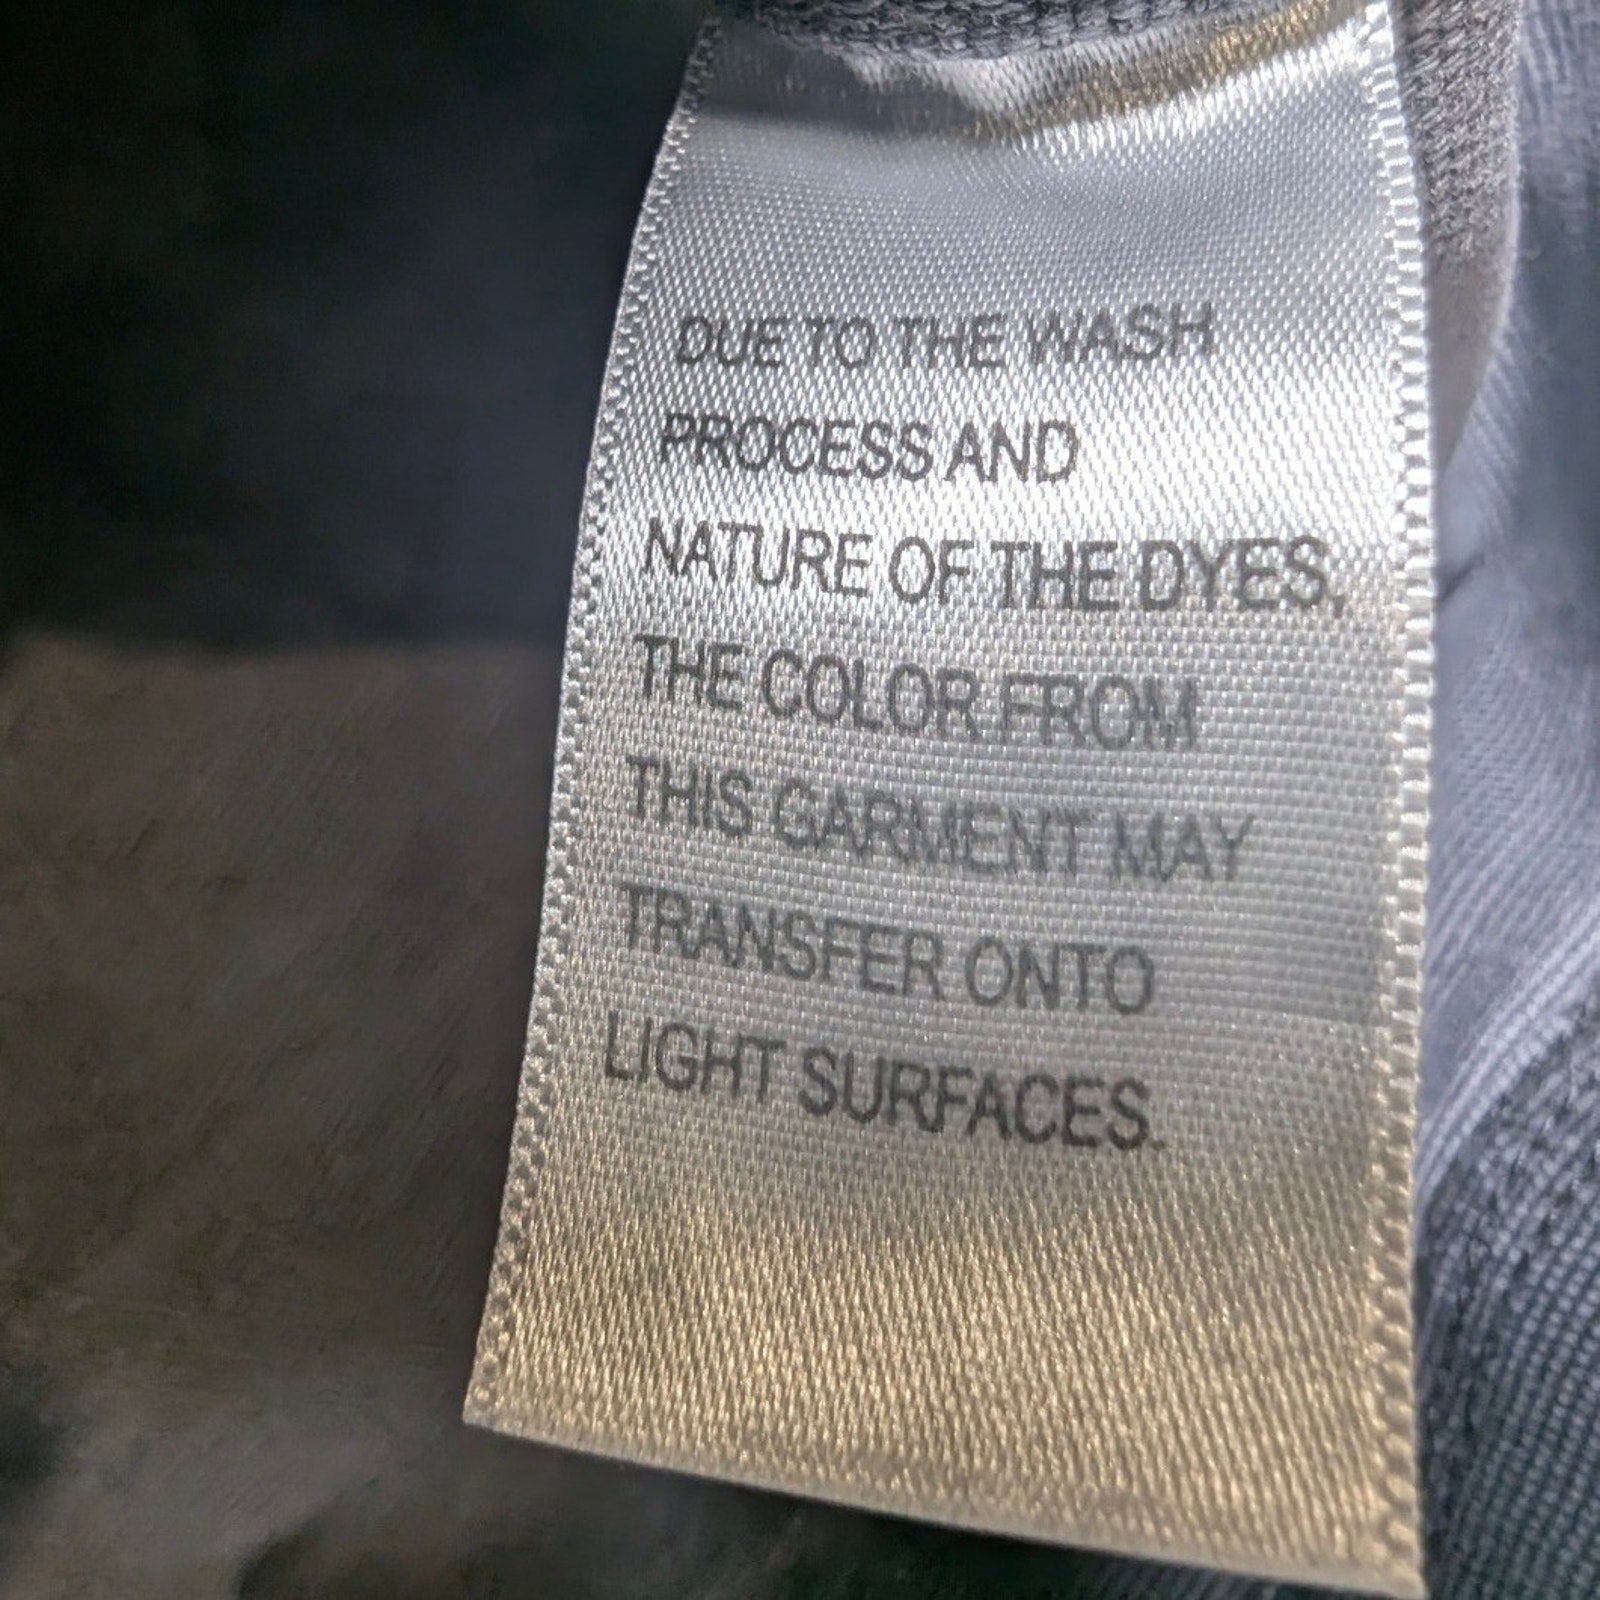 DUE TO THE WASH
PROCESS AND
NATURE OF THE DYES,
THE COLOR FROM
THIS GARMENT MAY
TRANSFER ONTO
LIGHT SURFACES.